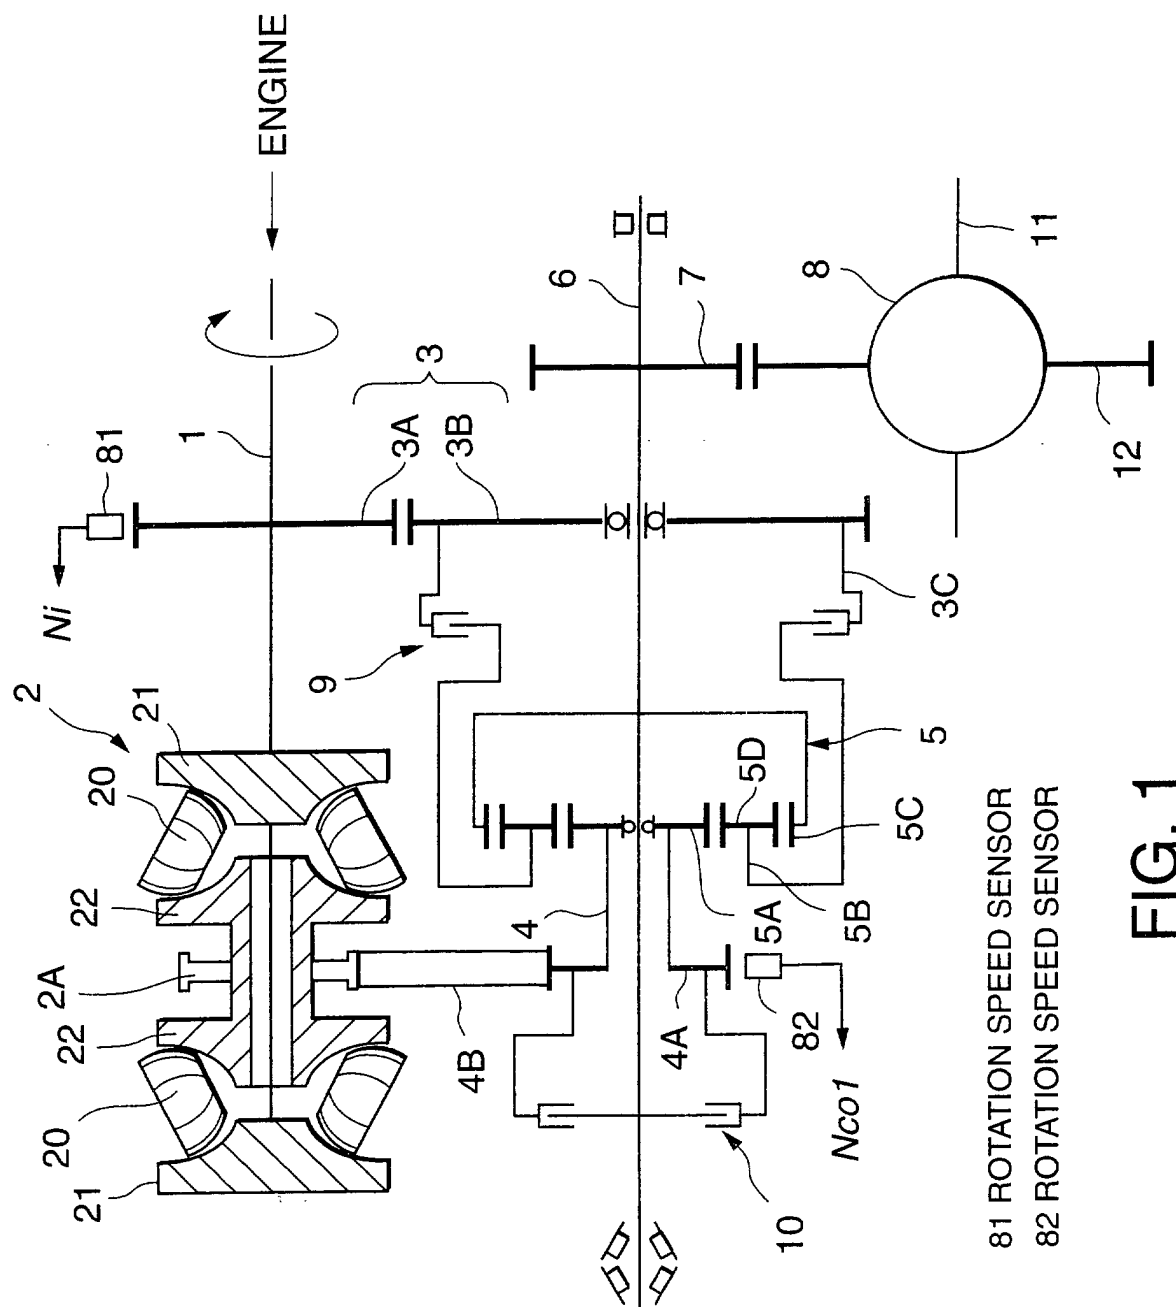 ENGINE
1
81
Ni
3
3A
3B
6
7
8
11
12
3C
9
2
21
20
22
2A
22
20
21
4B
4
5
5D
5C
5B
5A
4A
82
Nco1
10
81 ROTATION SPEED SENSOR
82 ROTATION SPEED SENSOR
FIG. 1